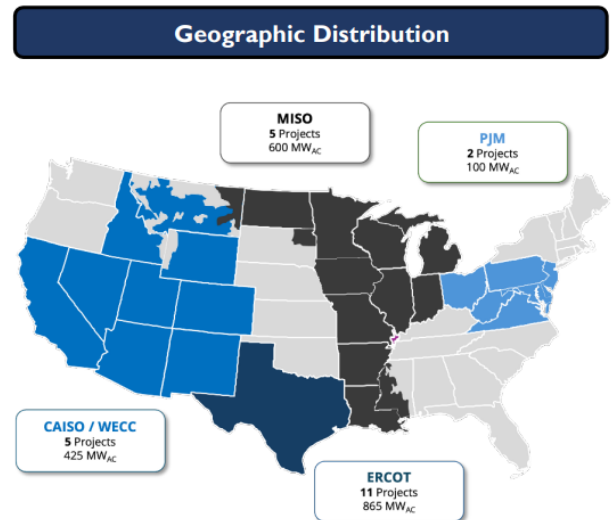 Geographic Distribution
MISO
5 Projects
600 MWAC
PJM
2 Projects
100 MWAC
CAISO / WECC
5 Projects
425 MWAC
ERCOT
11 Projects
865 MWAC